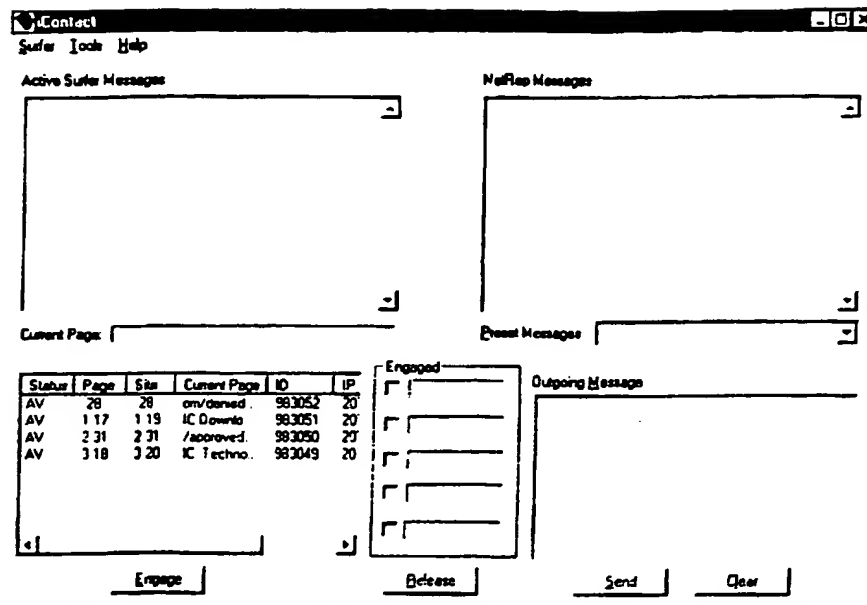 iContact
Surfer Tools Help
Active Surfer Messages
NetRep Messages
Current Page:
Preset Messages
Status Page Site Current Page ID IP
AV 28 28 om/denied.. 983052 20
AV 1 17 1 19 IC Downlo 983051 20
AV 2 31 2 31 /approved. 983050 20
AV 3 18 3 20 IC Techno.. 983049 20
Engaged
Outgoing Message
Engage
Release
Send
Clear